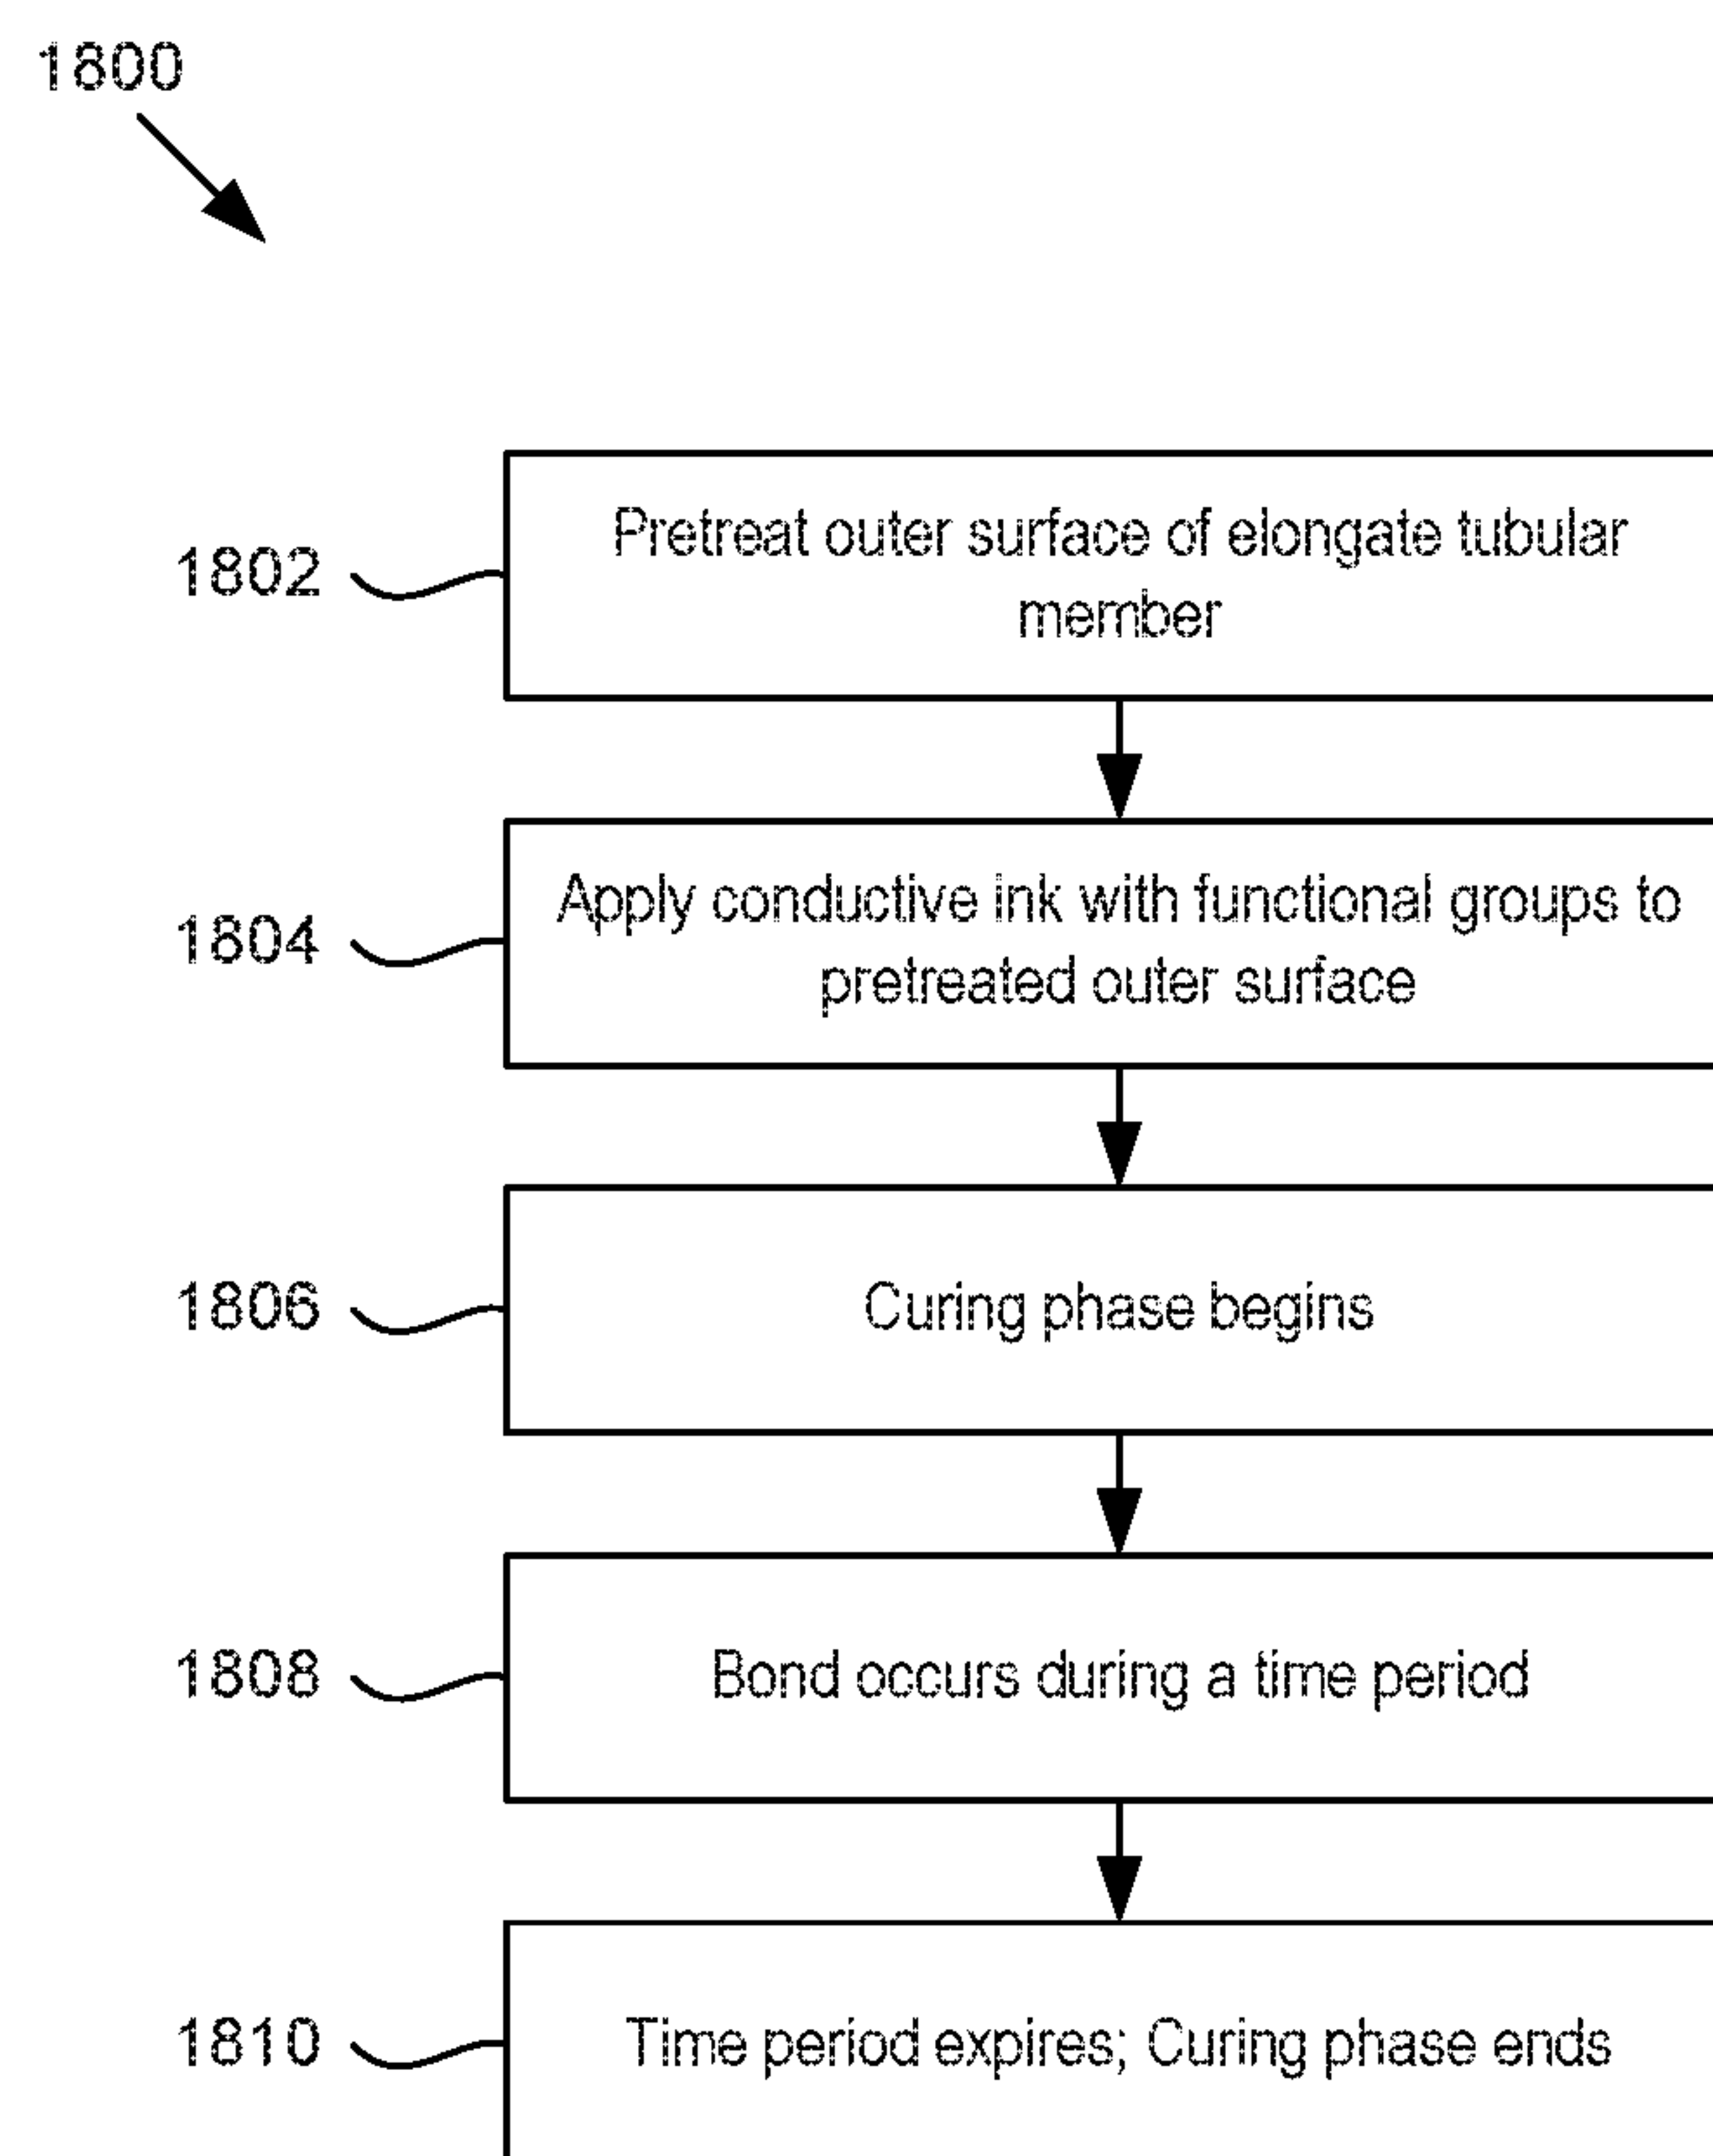 1800
1802
Pretreat outer surface of elongate tubular
member
1804
Apply conductive ink with functional groups to
pretreated outer surface
1806
Curing phase begins
1808
Bond occurs during a time period
1810
Time period expires; Curing phase ends